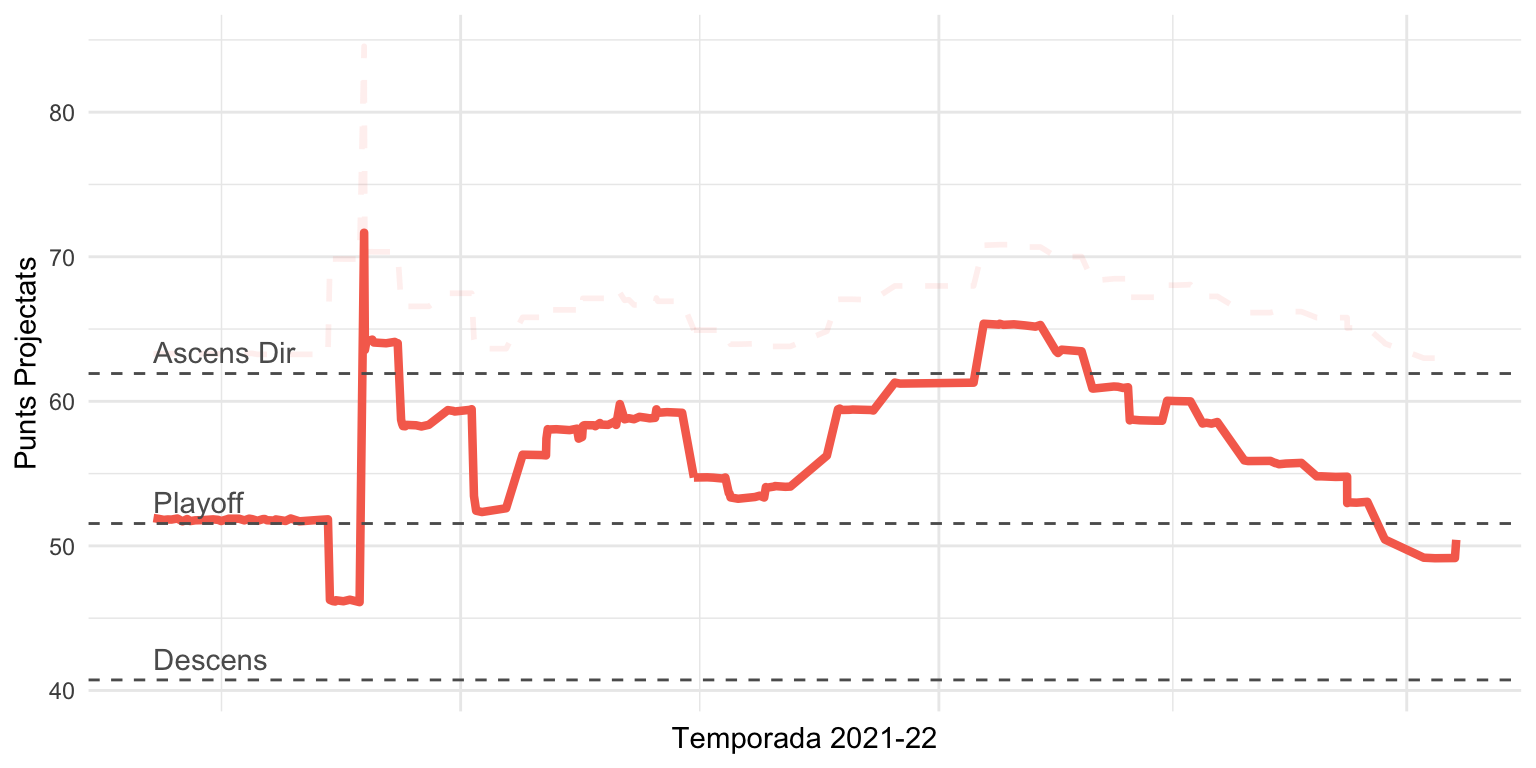 80
70
60
50
40
Punts Projectats
Ascens Dir
Playoff
Descens
Temporada 2021-22